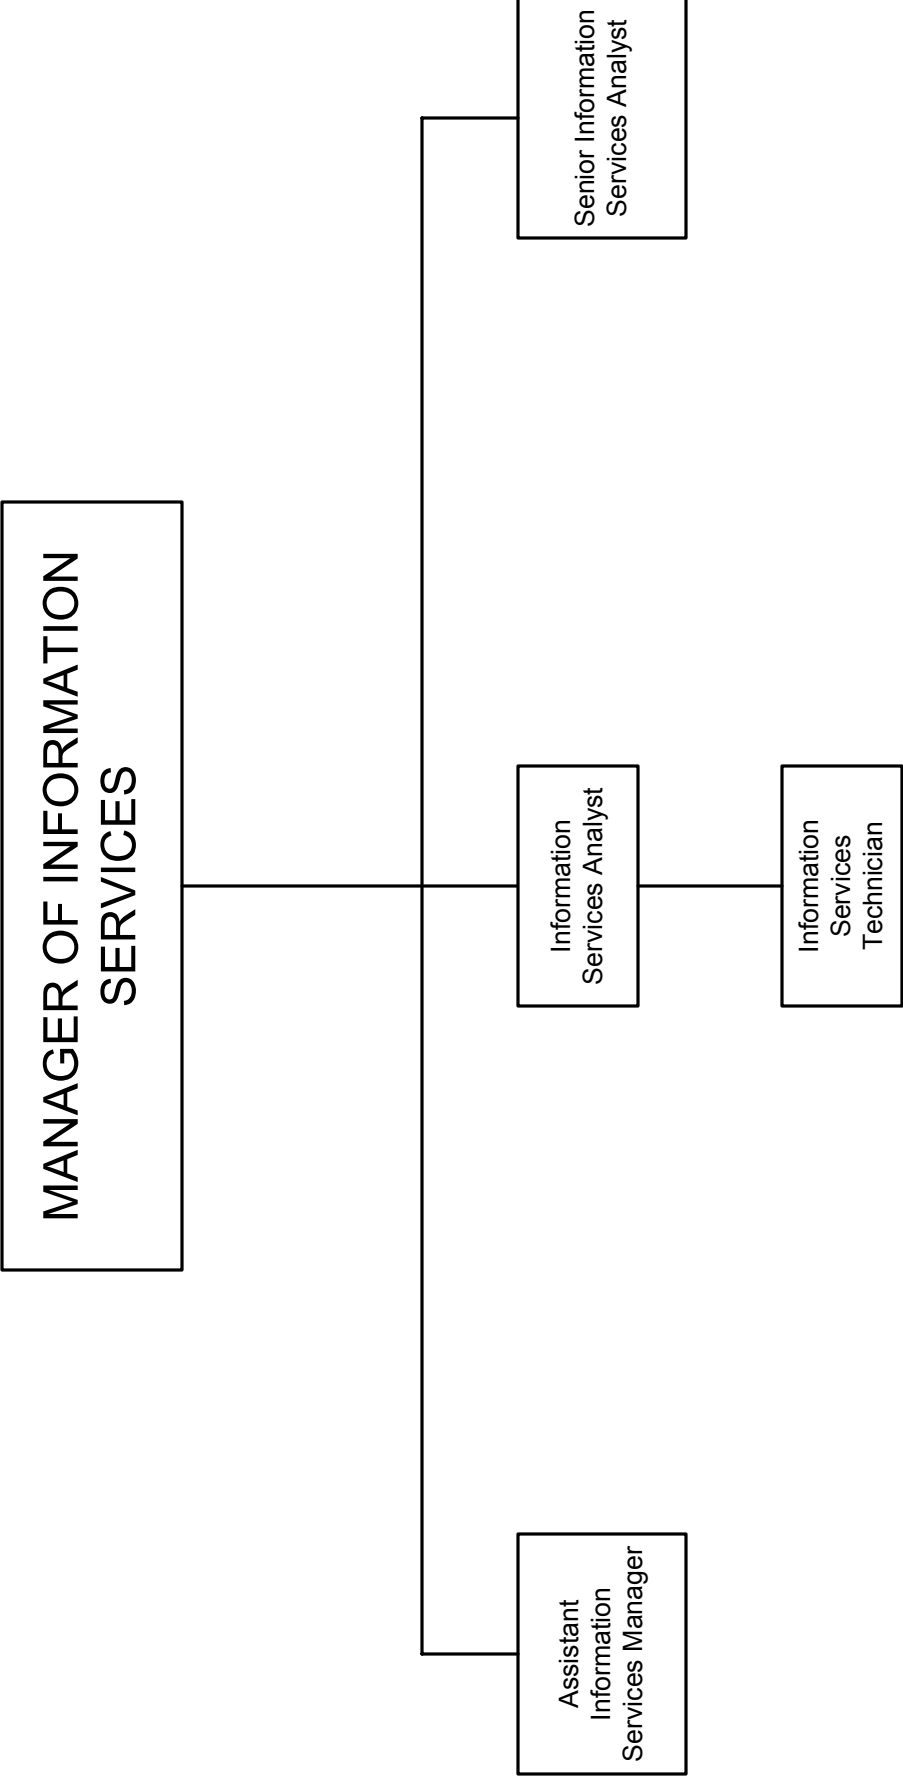 MANAGER OF INFORMATION
SERVICES
Assistant
Information
Services Manager
Information
Services Analyst
Senior Information
Services Analyst
Information
Services
Technician